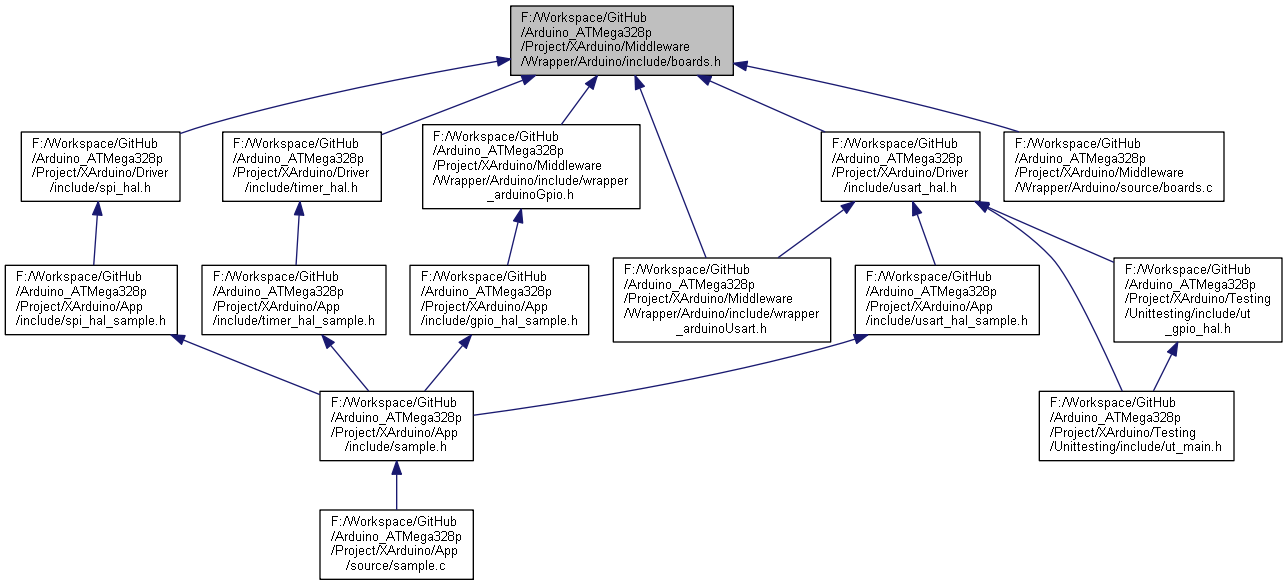 F:/Workspace/GitHub
/Arduino_ATMega328p
/Project/XArduino/Middleware
/Wrapper/Arduino/include/boards.h
F:/Workspace/GitHub
/Arduino_ATMega328p
/Project/XArduino/Driver
/include/spi_hal.h
F:/Workspace/GitHub
/Arduino_ATMega328p
/Project/XArduino/Driver
/include/timer_hal.h
F:/Workspace/GitHub
/Arduino_ATMega328p
/Project/XArduino/Middleware
/Wrapper/Arduino/include/wrapper
_arduinoGpio.h
F:/Workspace/GitHub
/Arduino_ATMega328p
/Project/XArduino/Driver
/include/usart_hal.h
F:/Workspace/GitHub
/Arduino_ATMega328p
/Project/XArduino/Middleware
/Wrapper/Arduino/source/boards.c
F:/Workspace/GitHub
/Arduino_ATMega328p
/Project/XArduino/App
/include/spi_hal_sample.h
F:/Workspace/GitHub
/Arduino_ATMega328p
/Project/XArduino/App
/include/timer_hal_sample.h
F:/Workspace/GitHub
/Arduino_ATMega328p
/Project/XArduino/App
/include/gpio_hal_sample.h
F:/Workspace/GitHub
/Arduino_ATMega328p
/Project/XArduino/Middleware
/Wrapper/Arduino/include/wrapper
_arduinoUsart.h
F:/Workspace/GitHub
/Arduino_ATMega328p
/Project/XArduino/App
/include/usart_hal_sample.h
F:/Workspace/GitHub
/Arduino_ATMega328p
/Project/XArduino/Testing
/Unittesting/include/ut
_gpio_hal.h
F:/Workspace/GitHub
/Arduino_ATMega328p
/Project/XArduino/App
/include/sample.h
F:/Workspace/GitHub
/Arduino_ATMega328p
/Project/XArduino/Testing
/Unittesting/include/ut_main.h
F:/Workspace/GitHub
/Arduino_ATMega328p
/Project/XArduino/App
/source/sample.c